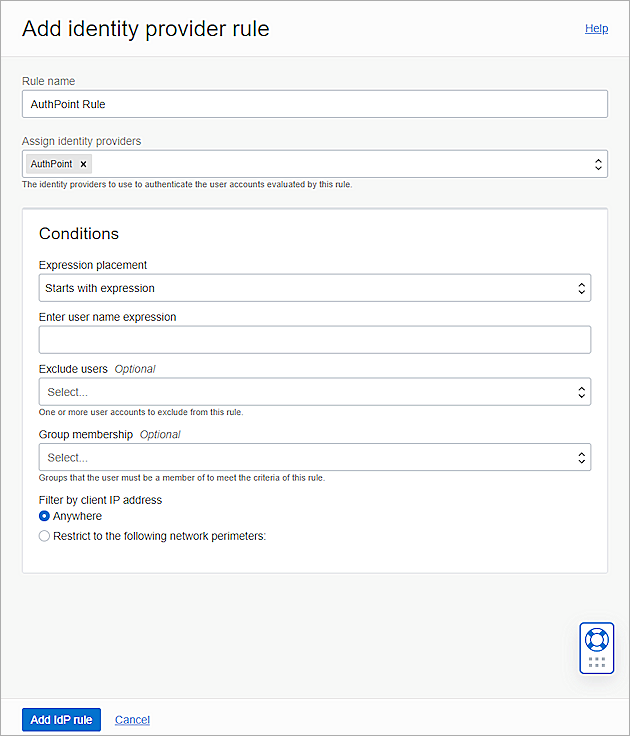 Add identity provider rule
Help
Rule name
AuthPoint Rule
Assign identity providers
AuthPoint ×
The identity providers to use to authenticate the user accounts evaluated by this rule.
Conditions
Expression placement
Starts with expression
Enter user name expression
Exclude users Optional
Select...
One or more user accounts to exclude from this rule.
Group membership Optional
Select...
Groups that the user must be a member of to meet the criteria of this rule.
Filter by client IP address
Anywhere
Restrict to the following network perimeters:
Add IdP rule
Cancel